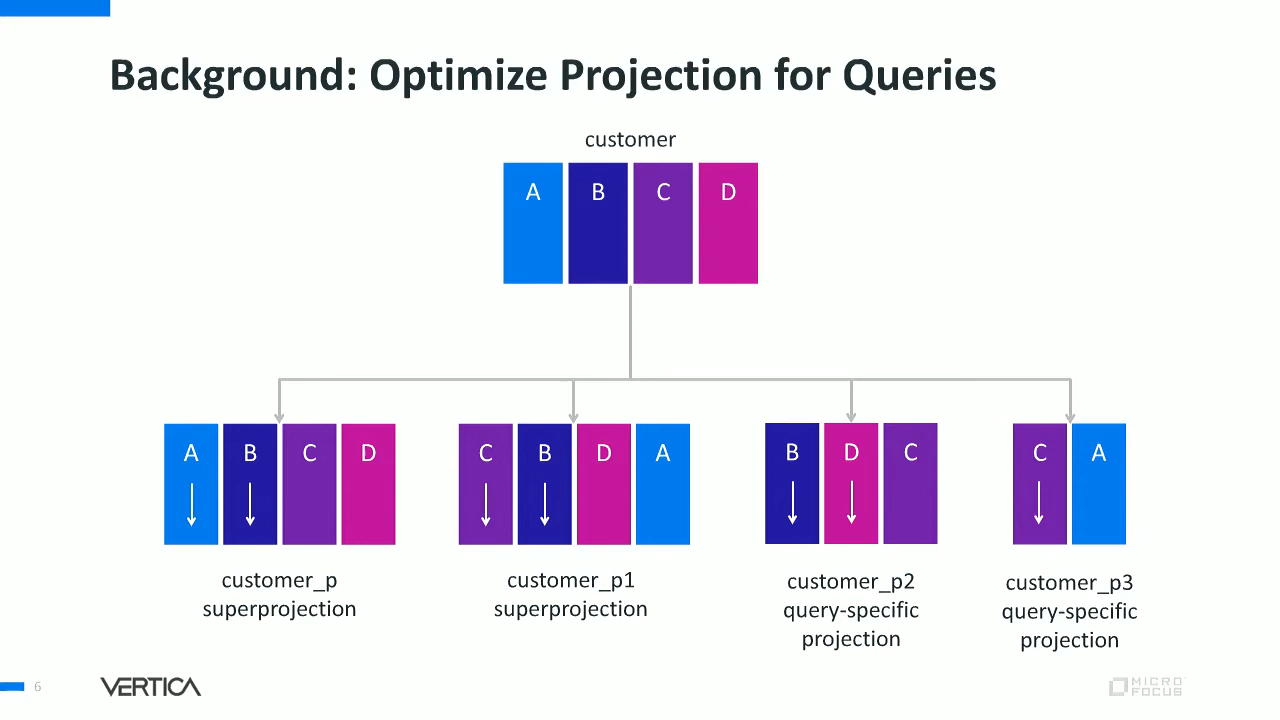 Background: Optimize Projection for Queries
customer
A B C D
A B C D
C B D A
B D C
C A
customer_p
superprojection
customer_p1
superprojection
customer_p2
query-specific
projection
customer_p3
query-specific
projection
6
VERTICA
MICRO
FOCUS